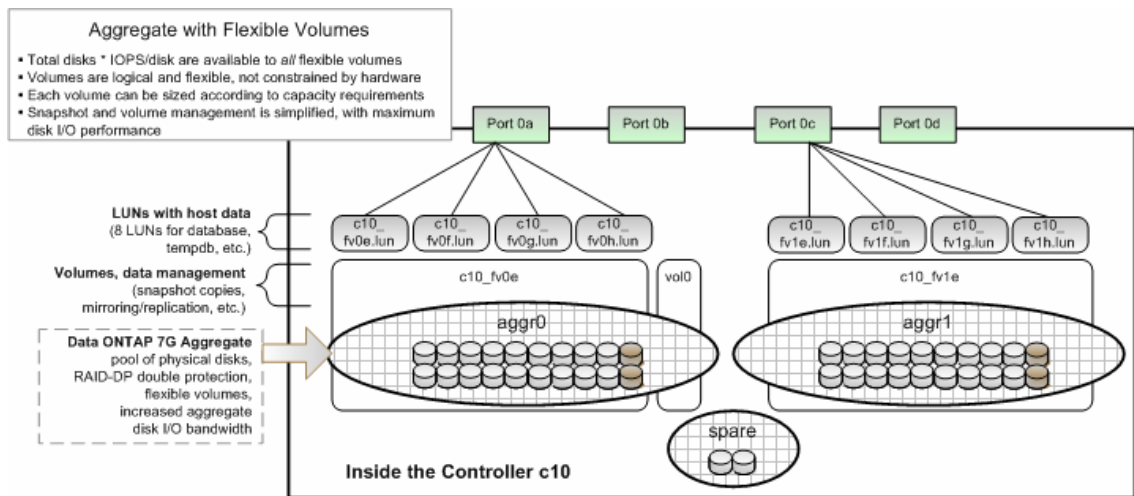 Aggregate with Flexible Volumes
▪ Total disks * IOPS/disk are available to all flexible volumes
▪ Volumes are logical and flexible, not constrained by hardware
▪ Each volume can be sized according to capacity requirements
▪ Snapshot and volume management is simplified, with maximum
disk I/O performance
Port 0a
Port 0b
Port 0c
Port 0d
LUNs with host data
(8 LUNs for database,
tempdb, etc.)
c10_
fv0e.lun
c10_
fv0f.lun
c10_
fv0g.lun
c10_
fv0h.lun
c10_
fv1e.lun
c10_
fv1f.lun
c10_
fv1g.lun
c10_
fv1h.lun
Volumes, data management
(snapshot copies,
mirroring/replication, etc.)
c10_fv0e
vol0
c10_fv1e
Data ONTAP 7G Aggregate
pool of physical disks,
RAID-DP double protection,
flexible volumes,
increased aggregate
disk I/O bandwidth
aggr0
aggr1
spare
Inside the Controller c10